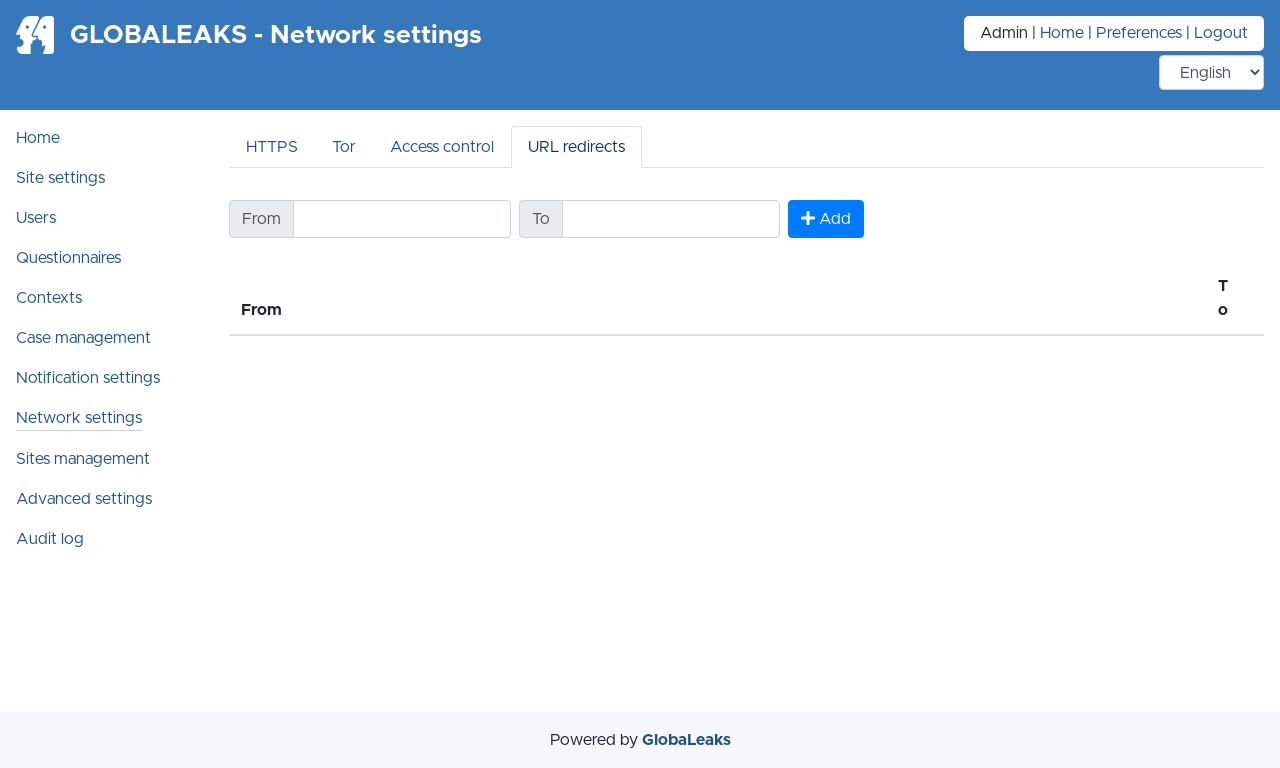 GLOBALEAKS - Network settings
Admin | Home | Preferences | Logout
English
Home
Site settings
Users
Questionnaires
Contexts
Case management
Notification settings
Network settings
Sites management
Advanced settings
Audit log
HTTPS Tor Access control URL redirects
From To Add
From To
Powered by GlobaLeaks